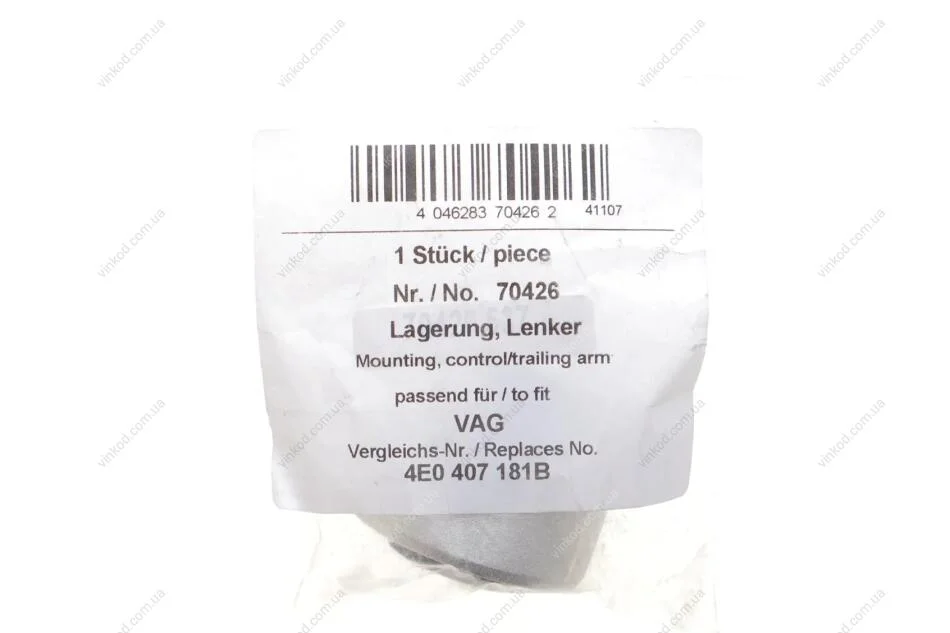 4 046283 70426 2 41107
1 Stück / piece
Nr. / No. 70426
Lagerung, Lenker
Mounting, control/trailing arm
passend für / to fit
VAG
Vergleichs-Nr. / Replaces No.
4E0 407 181B
vinkod.com.ua